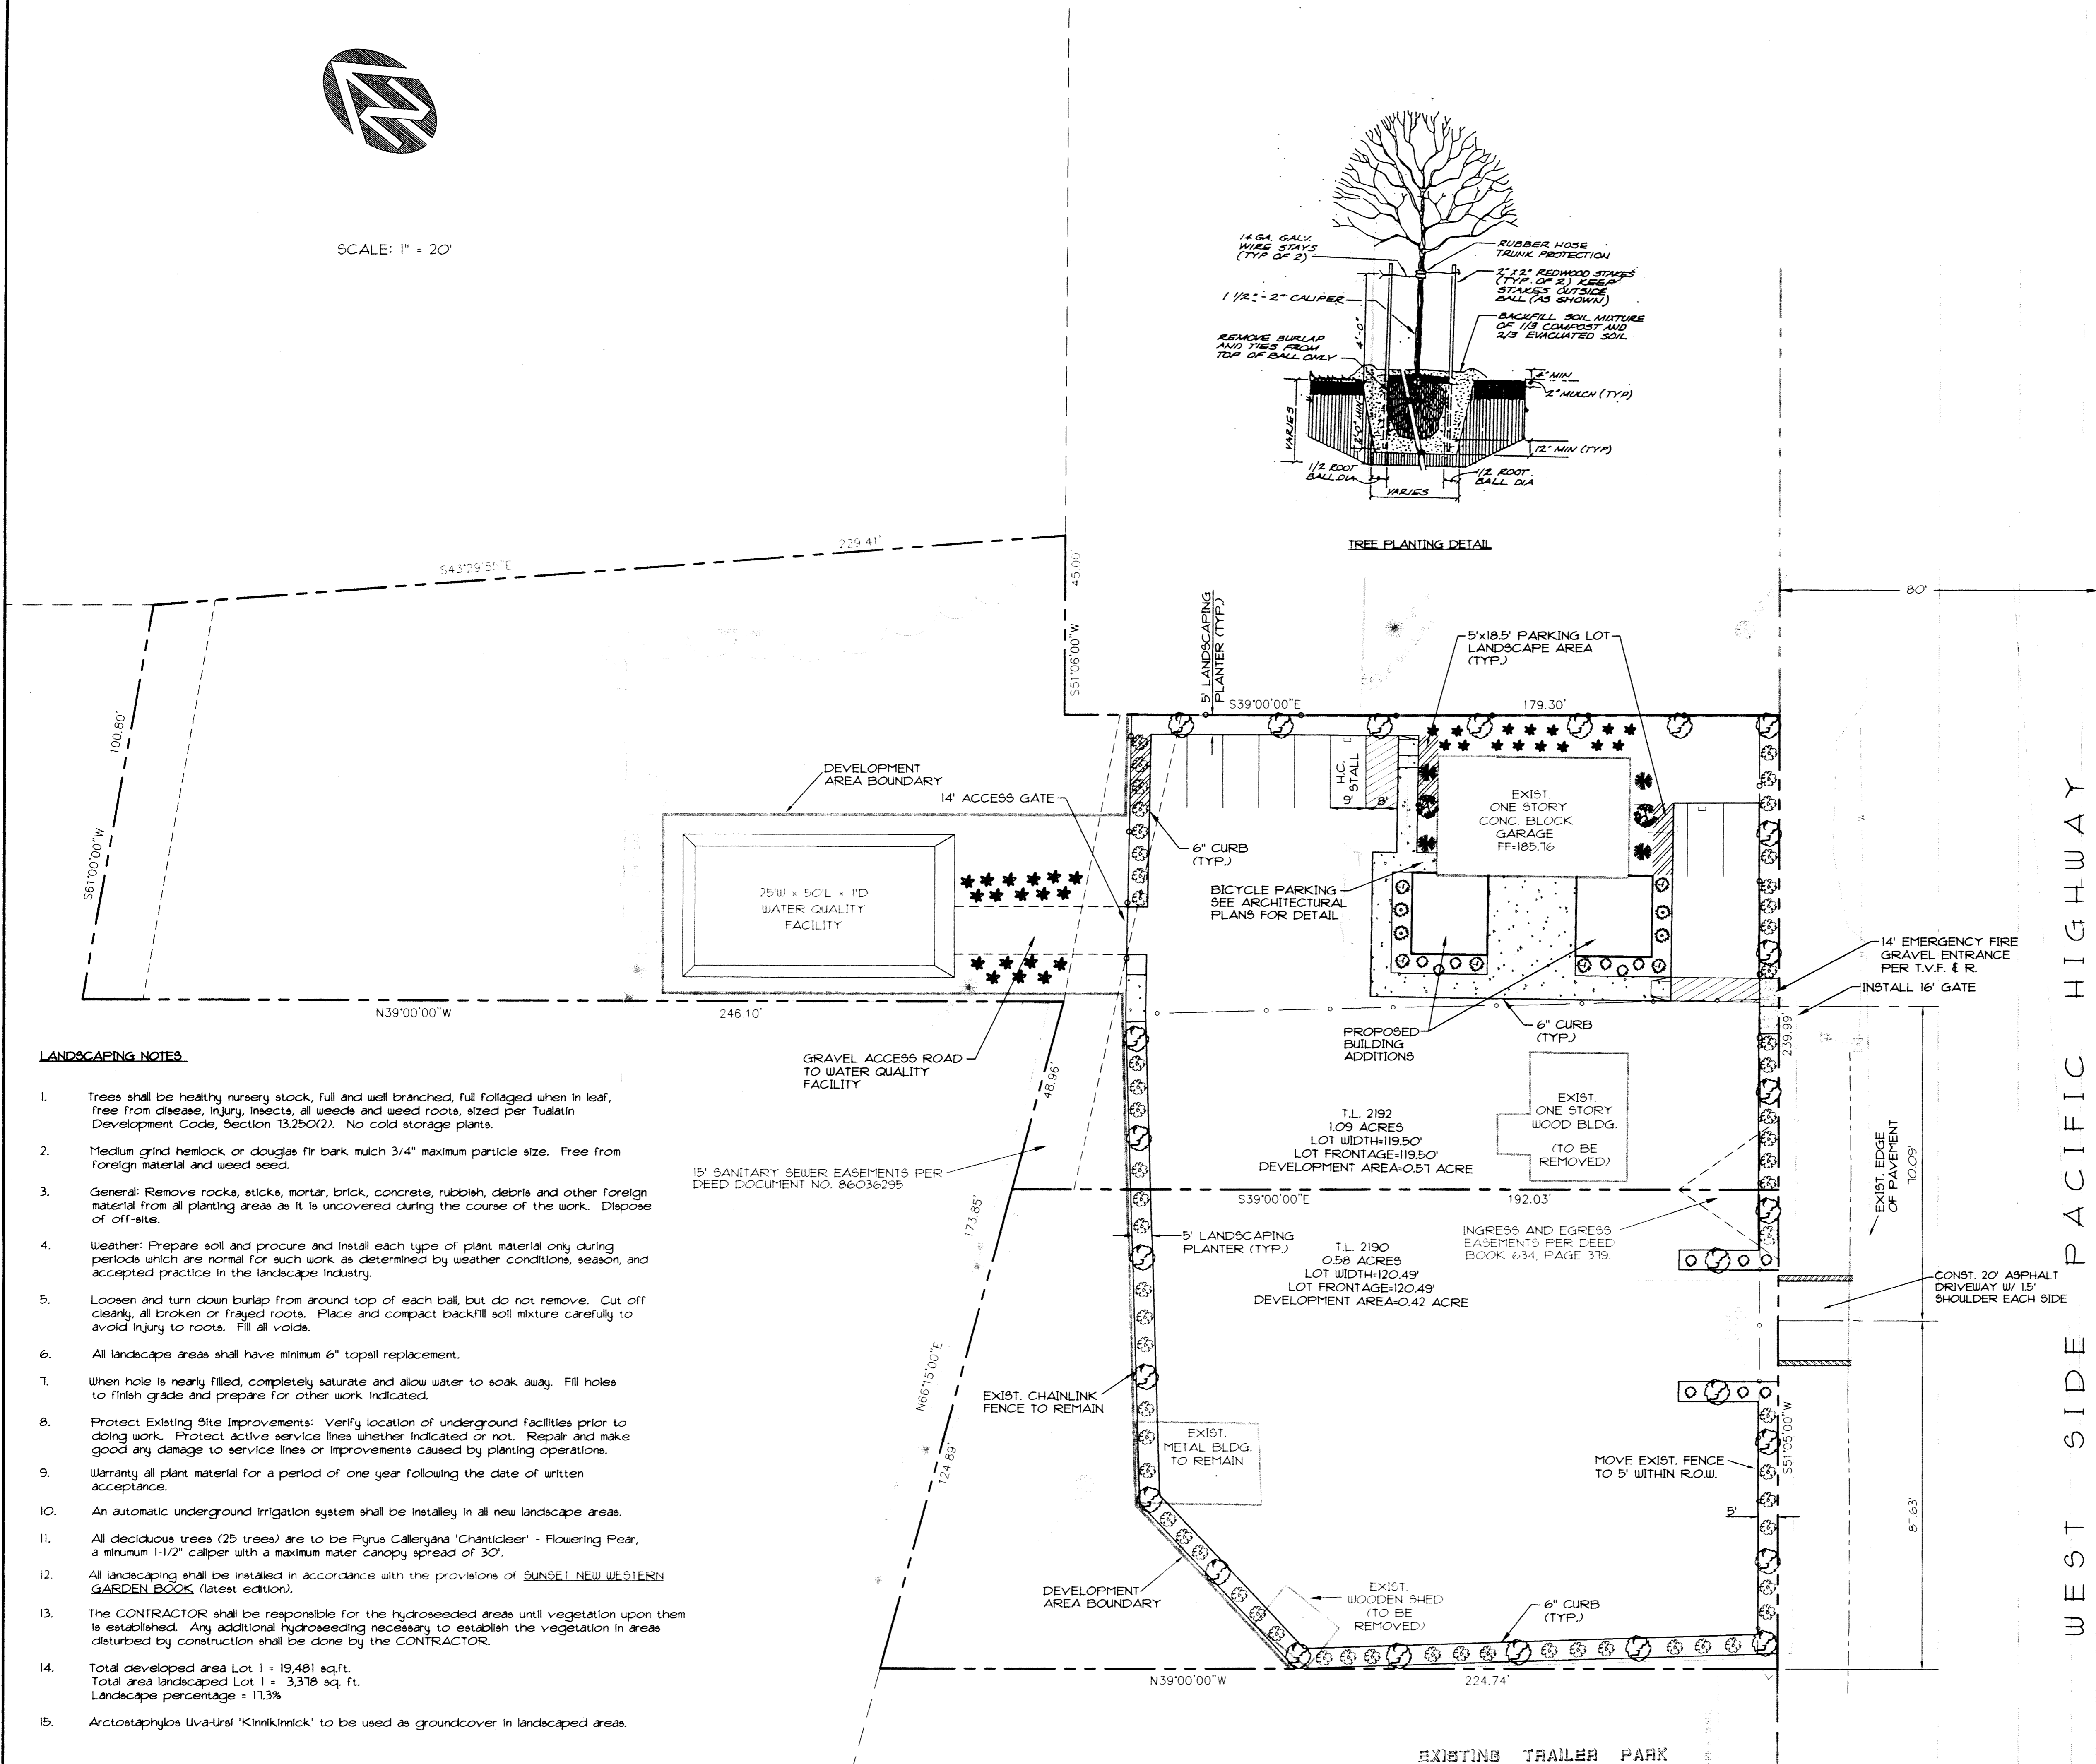 SCALE: 1" = 20'
14 GA. GALV.
WIRE STAYS
(TYP OF 2)
1 1/2" - 2" CALIPER
REMOVE BURLAP
AND TIES FROM
TOP OF BALL ONLY
RUBBER HOSE
TRUNK PROTECTION
2" X 2" REDWOOD STAKES
(TYP. OF 2) KEEP
STAKES OUTSIDE
BALL (AS SHOWN)
BACKFILL SOIL MIXTURE
OF 1/3 COMPOST AND
2/3 EVACUATED SOIL
4'-0"
4" MIN
2" MULCH (TYP)
VARIES
2'-0" MIN
12" MIN (TYP)
1/2 ROOT
BALL DIA
VARIES
1/2 ROOT
BALL DIA
TREE PLANTING DETAIL
S43°29'55"E
229.41'
45.00'
S51°06'00"W
80'
5' LANDSCAPING
PLANTER (TYP.)
5'x18.5' PARKING LOT
LANDSCAPE AREA
(TYP.)
S39°00'00"E
179.30'
100.80'
S61°00'00"W
DEVELOPMENT
AREA BOUNDARY
14' ACCESS GATE
H.C.
STALL
9'
8'
EXIST.
ONE STORY
CONC. BLOCK
GARAGE
FF=185.76
6" CURB
(TYP.)
25'W x 50'L x 1'D
WATER QUALITY
FACILITY
BICYCLE PARKING
SEE ARCHITECTURAL
PLANS FOR DETAIL
14' EMERGENCY FIRE
GRAVEL ENTRANCE
PER T.V.F. & R.
INSTALL 16' GATE
N39°00'00"W
246.10'
GRAVEL ACCESS ROAD
TO WATER QUALITY
FACILITY
48.96'
PROPOSED
BUILDING
ADDITIONS
6" CURB
(TYP.)
239.99'
EXIST.
ONE STORY
WOOD BLDG.
(TO BE
REMOVED)
T.L. 2192
1.09 ACRES
LOT WIDTH=119.50'
LOT FRONTAGE=119.50'
DEVELOPMENT AREA=0.57 ACRE
15' SANITARY SEWER EASEMENTS PER
DEED DOCUMENT NO. 86036295
EXIST. EDGE
OF PAVEMENT
70.09'
S39°00'00"E
192.03'
173.85'
5' LANDSCAPING
PLANTER (TYP.)
T.L. 2190
0.58 ACRES
LOT WIDTH=120.49'
LOT FRONTAGE=120.49'
DEVELOPMENT AREA=0.42 ACRE
INGRESS AND EGRESS
EASEMENTS PER DEED
BOOK 634, PAGE 379.
CONST. 20' ASPHALT
DRIVEWAY W/ 1.5'
SHOULDER EACH SIDE
N66°15'00"E
124.89'
EXIST. CHAINLINK
FENCE TO REMAIN
EXIST.
METAL BLDG.
TO REMAIN
MOVE EXIST. FENCE
TO 5' WITHIN R.O.W.
S51°05'00"W
5'
87.63'
DEVELOPMENT
AREA BOUNDARY
EXIST.
WOODEN SHED
(TO BE
REMOVED)
6" CURB
(TYP.)
N39°00'00"W
224.74'
EXISTING TRAILER PARK
WEST SIDE PACIFIC HIGHWAY
LANDSCAPING NOTES
1. Trees shall be healthy nursery stock, full and well branched, full foliaged when in leaf,
free from disease, injury, insects, all weeds and weed roots, sized per Tualatin
Development Code, Section 73.250(2). No cold storage plants.
2. Medium grind hemlock or douglas fir bark mulch 3/4" maximum particle size. Free from
foreign material and weed seed.
3. General: Remove rocks, sticks, mortar, brick, concrete, rubbish, debris and other foreign
material from all planting areas as it is uncovered during the course of the work. Dispose
of off-site.
4. Weather: Prepare soil and procure and install each type of plant material only during
periods which are normal for such work as determined by weather conditions, season, and
accepted practice in the landscape industry.
5. Loosen and turn down burlap from around top of each ball, but do not remove. Cut off
cleanly, all broken or frayed roots. Place and compact backfill soil mixture carefully to
avoid injury to roots. Fill all voids.
6. All landscape areas shall have minimum 6" topsil replacement.
7. When hole is nearly filled, completely saturate and allow water to soak away. Fill holes
to finish grade and prepare for other work indicated.
8. Protect Existing Site Improvements: Verify location of underground facilities prior to
doing work. Protect active service lines whether indicated or not. Repair and make
good any damage to service lines or improvements caused by planting operations.
9. Warranty all plant material for a period of one year following the date of written
acceptance.
10. An automatic underground irrigation system shall be installey in all new landscape areas.
11. All deciduous trees (25 trees) are to be Pyrus Calleryana 'Chanticleer' - Flowering Pear,
a minumum 1-1/2" caliper with a maximum mater canopy spread of 30'.
12. All landscaping shall be installed in accordance with the provisions of SUNSET NEW WESTERN
GARDEN BOOK (latest edition).
13. The CONTRACTOR shall be responsible for the hydroseeded areas until vegetation upon them
is established. Any additional hydroseeding necessary to establish the vegetation in areas
disturbed by construction shall be done by the CONTRACTOR.
14. Total developed area Lot 1 = 19,481 sq.ft.
Total area landscaped Lot 1 = 3,378 sq. ft.
Landscape percentage = 17.3%
15. Arctostaphylos Uva-Ursi 'Kinnikinnick' to be used as groundcover in landscaped areas.